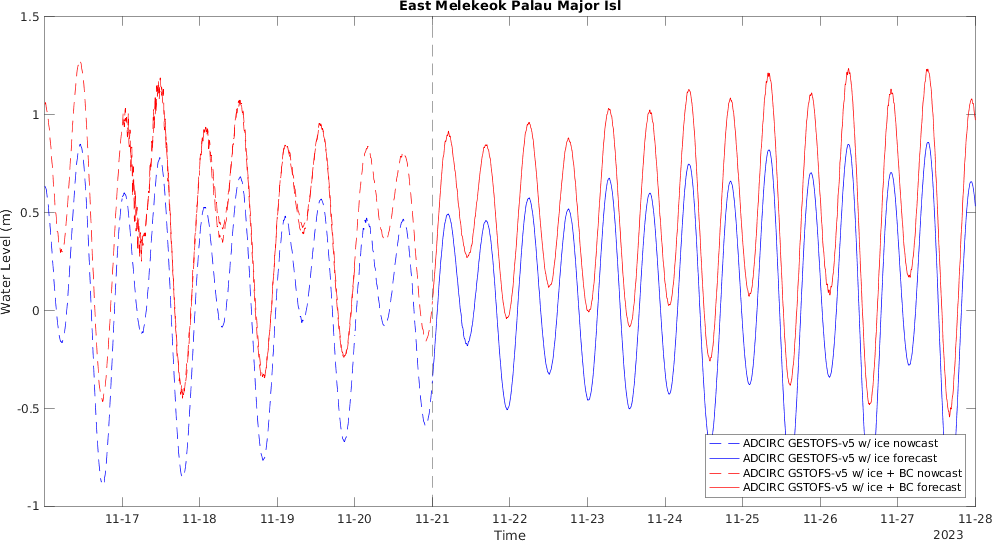 East Melekeok Palau Major Isl
1.5
1
0.5
0
-0.5
-1
Water Level (m)
11-17 11-18 11-19 11-20 11-21 11-22 11-23 11-24 11-25 11-26 11-27 11-28
Time
2023
ADCIRC GESTOFS-v5 w/ ice nowcast
ADCIRC GESTOFS-v5 w/ ice forecast
ADCIRC GSTOFS-v5 w/ ice + BC nowcast
ADCIRC GSTOFS-v5 w/ ice + BC forecast